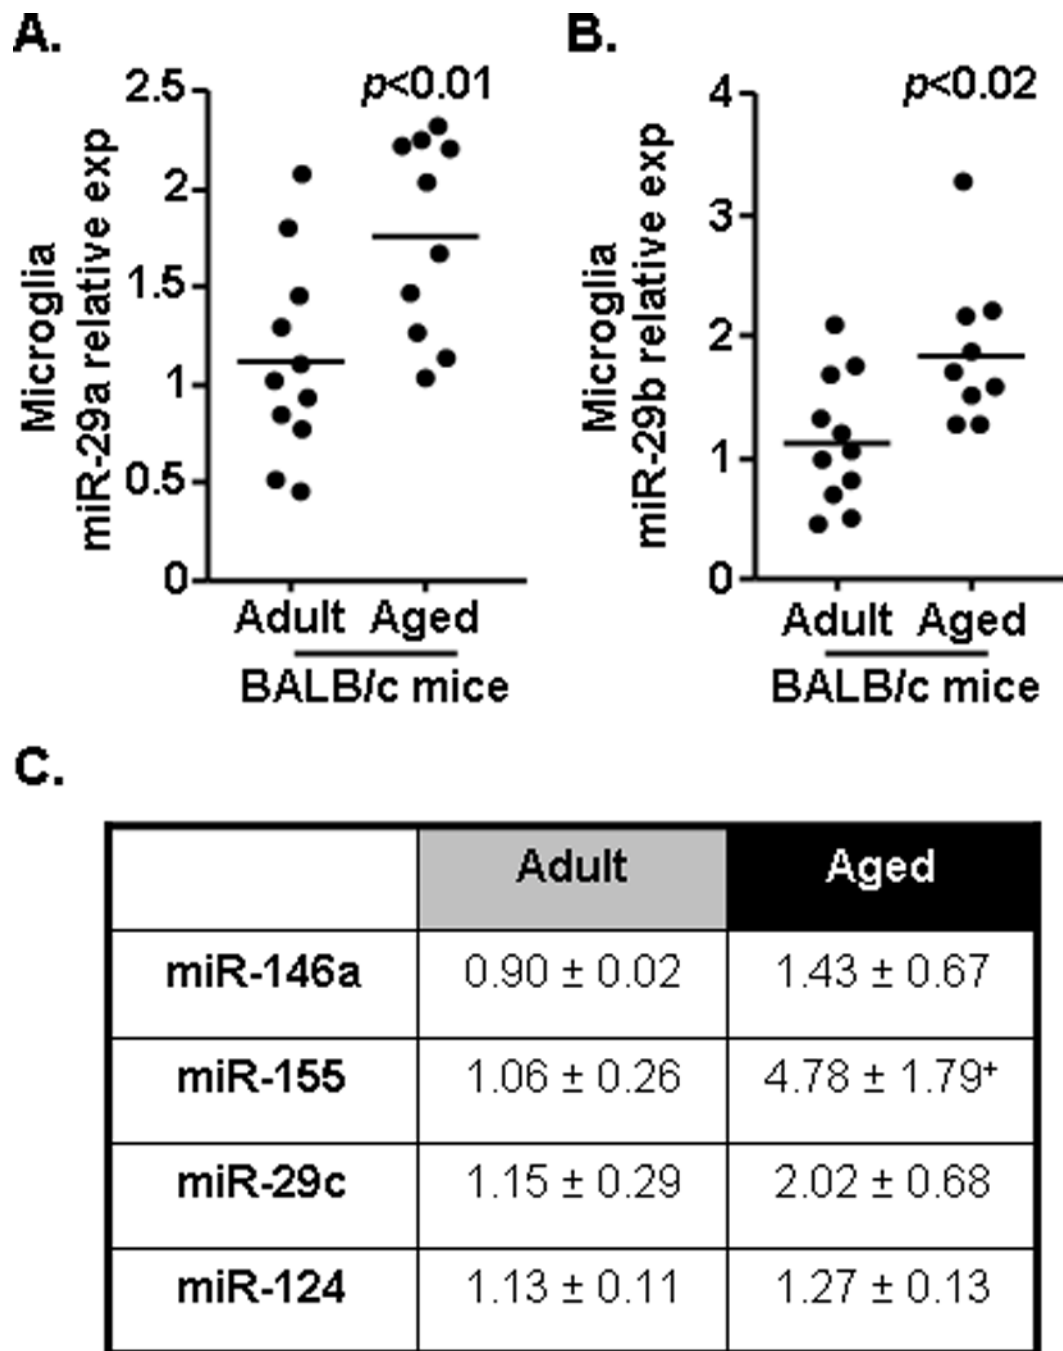 A.
Microglia
miR-29a relative exp
2.5
2
1.5
1
0.5
0
p<0.01
Adult Aged
BALB/c mice
B.
Microglia
miR-29b relative exp
4
3
2
1
0
p<0.02
Adult Aged
BALB/c mice
C.
Adult Aged
miR-146a 0.90 ± 0.02 1.43 ± 0.67
miR-155 1.06 ± 0.26 4.78 ± 1.79⁺
miR-29c 1.15 ± 0.29 2.02 ± 0.68
miR-124 1.13 ± 0.11 1.27 ± 0.13